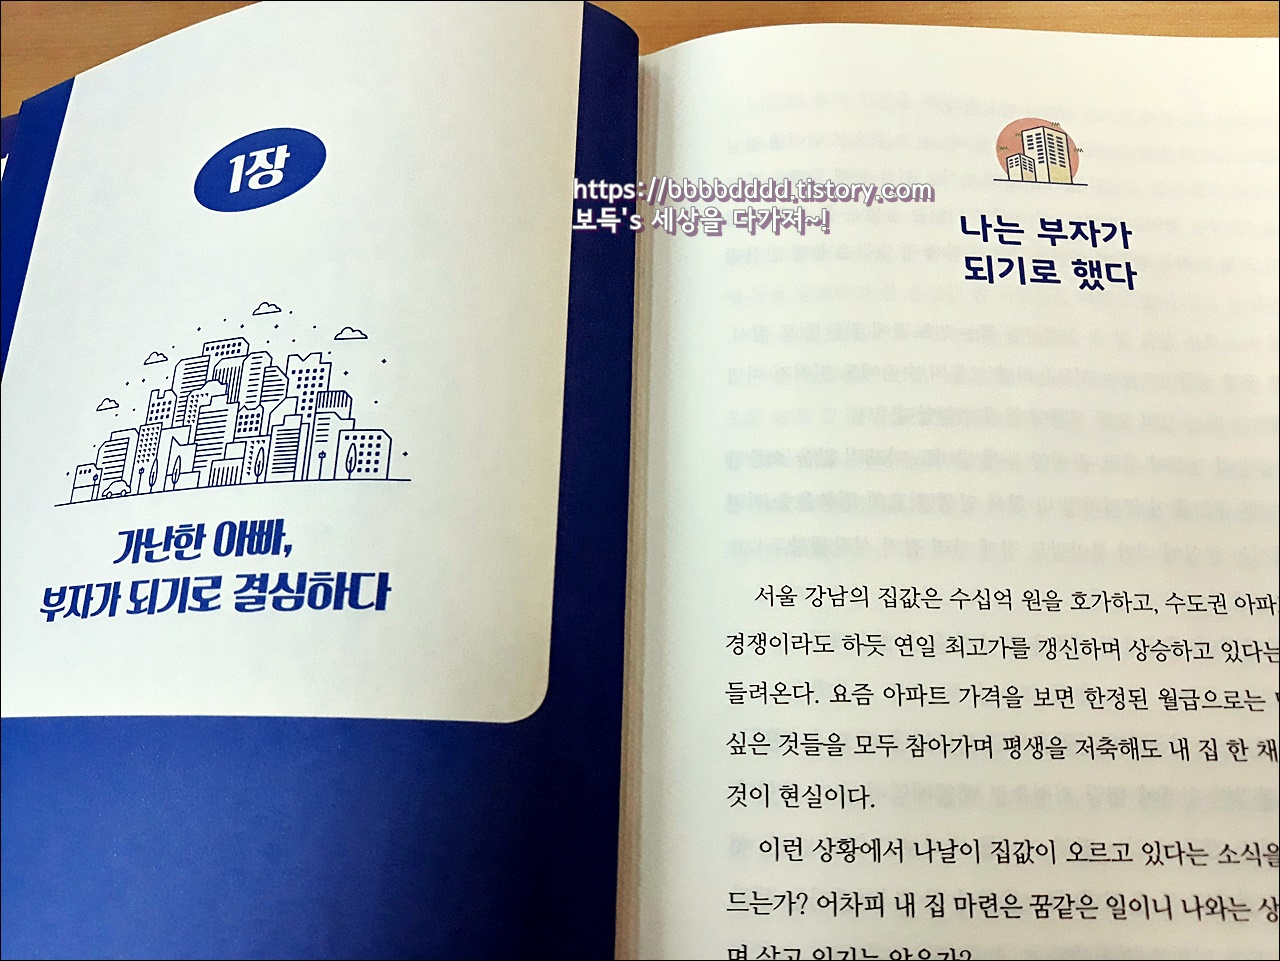 1장
가난한 아빠,
부자가 되기로 결심하다
https://bbbbdddd.tistory.com
보득's 세상을 다가져~!
나는 부자가
되기로 했다
서울 강남의 집값은 수십억 원을 호가하고, 수도권 아파
경쟁이라도 하듯 연일 최고가를 갱신하며 상승하고 있다는
들려온다. 요즘 아파트 가격을 보면 한정된 월급으로는
싶은 것들을 모두 참아가며 평생을 저축해도 내 집 한 채
것이 현실이다.
이런 상황에서 나날이 집값이 오르고 있다는 소식을
드는가? 어차피 내 집 마련은 꿈같은 일이니 나와는 상